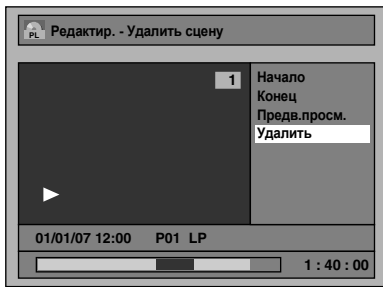 PL
Редактир. - Удалить сцену
1
Начало
Конец
Предв.просм.
Удалить
01/01/07 12:00 P01 LP
1 : 40 : 00